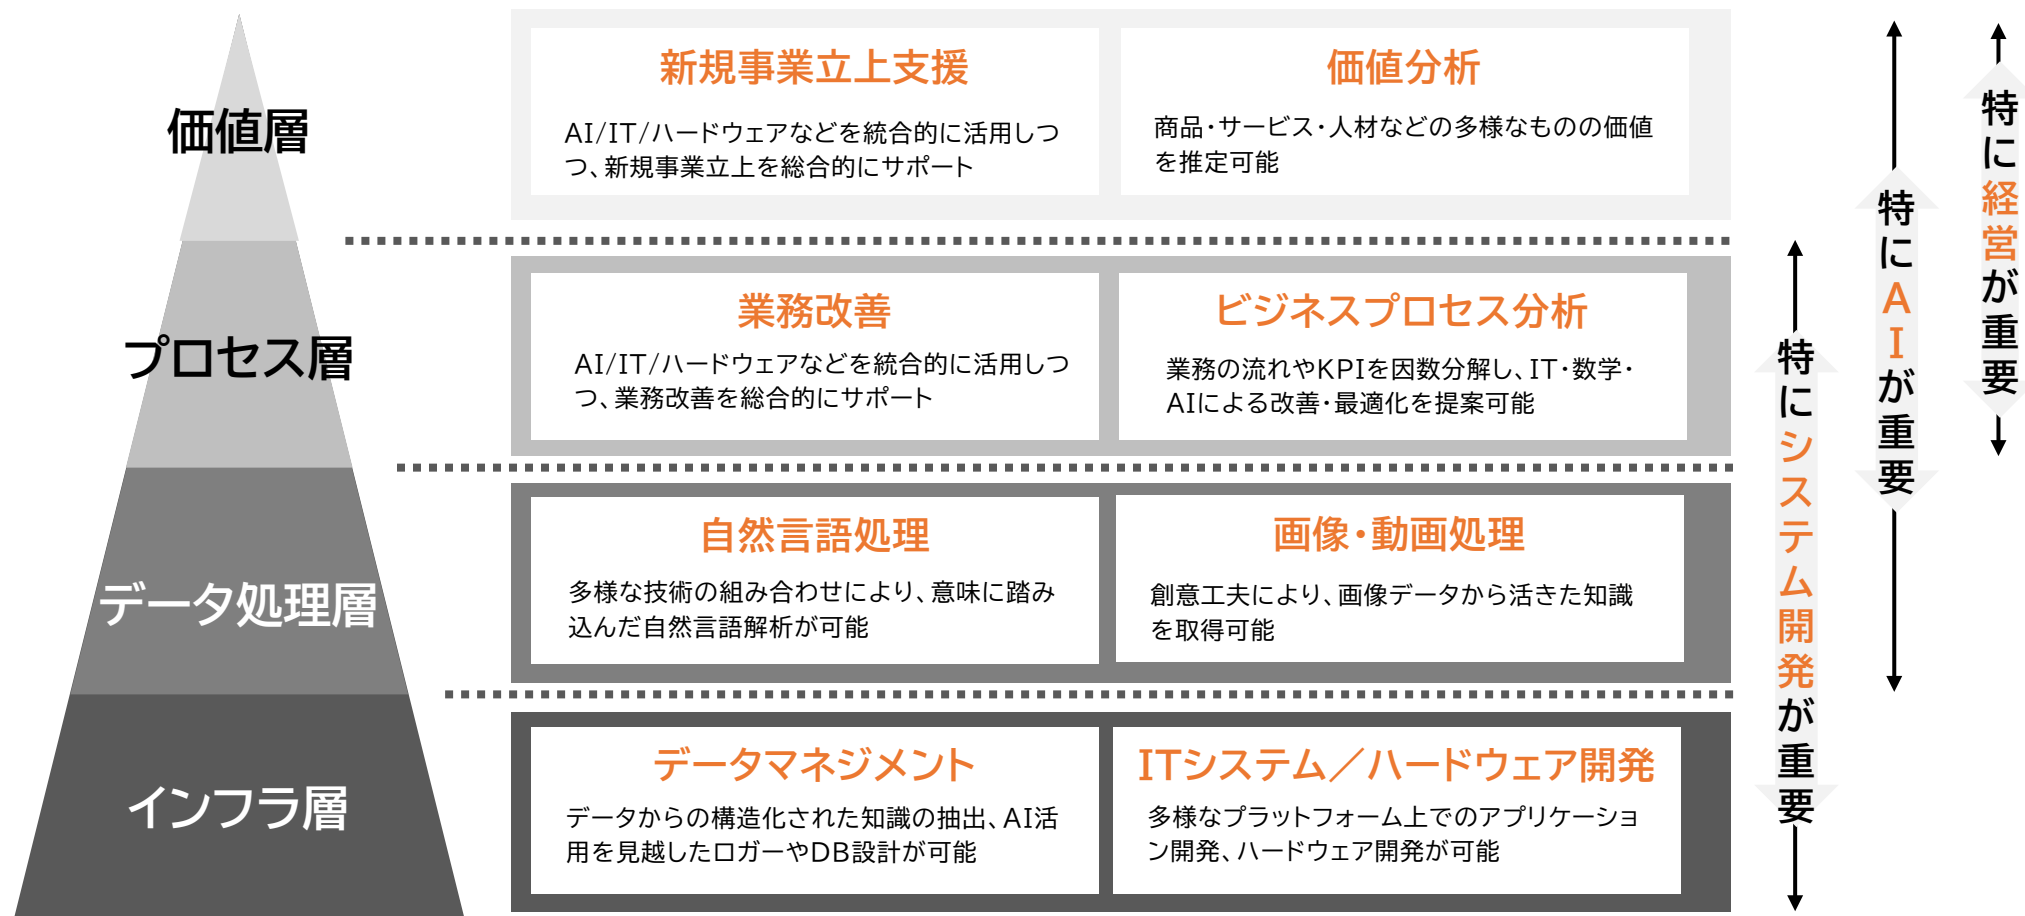 価値層
新規事業立上支援
AI/IT/ハードウェアなどを統合的に活用しつ
つ、新規事業立上を総合的にサポート
価値分析
商品・サービス・人材などの多様なものの価値
を推定可能
プロセス層
業務改善
AI/IT/ハードウェアなどを統合的に活用しつ
つ、業務改善を総合的にサポート
ビジネスプロセス分析
業務の流れやKPIを因数分解し、IT・数学・
AIによる改善・最適化を提案可能
データ処理層
自然言語処理
多様な技術の組み合わせにより、意味に踏み
込んだ自然言語解析が可能
画像・動画処理
創意工夫により、画像データから活きた知識
を取得可能
インフラ層
データマネジメント
データからの構造化された知識の抽出、AI活
用を見越したロガーやDB設計が可能
ITシステム／ハードウェア開発
多様なプラットフォーム上でのアプリケーショ
ン開発、ハードウェア開発が可能
特にシステム開発が重要
特にAIが重要
特に経営が重要